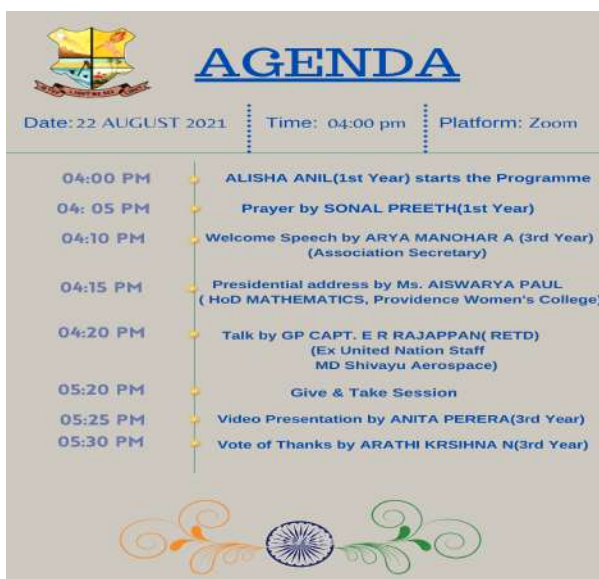 AGENDA
Date: 22 AUGUST 2021 Time: 04:00 pm Platform: Zoom
04:00 PM ALISHA ANIL(1st Year) starts the Programme
04: 05 PM Prayer by SONAL PREETH(1st Year)
04:10 PM Welcome Speech by ARYA MANOHAR A (3rd Year)
(Association Secretary)
04:15 PM Presidential address by Ms. AISWARYA PAUL
( HoD MATHEMATICS, Providence Women's College)
04:20 PM Talk by GP CAPT. E R RAJAPPAN( RETD)
(Ex United Nation Staff
MD Shivayu Aerospace)
05:20 PM Give & Take Session
05:25 PM Video Presentation by ANITA PERERA(3rd Year)
05:30 PM Vote of Thanks by ARATHI KRSIHNA N(3rd Year)